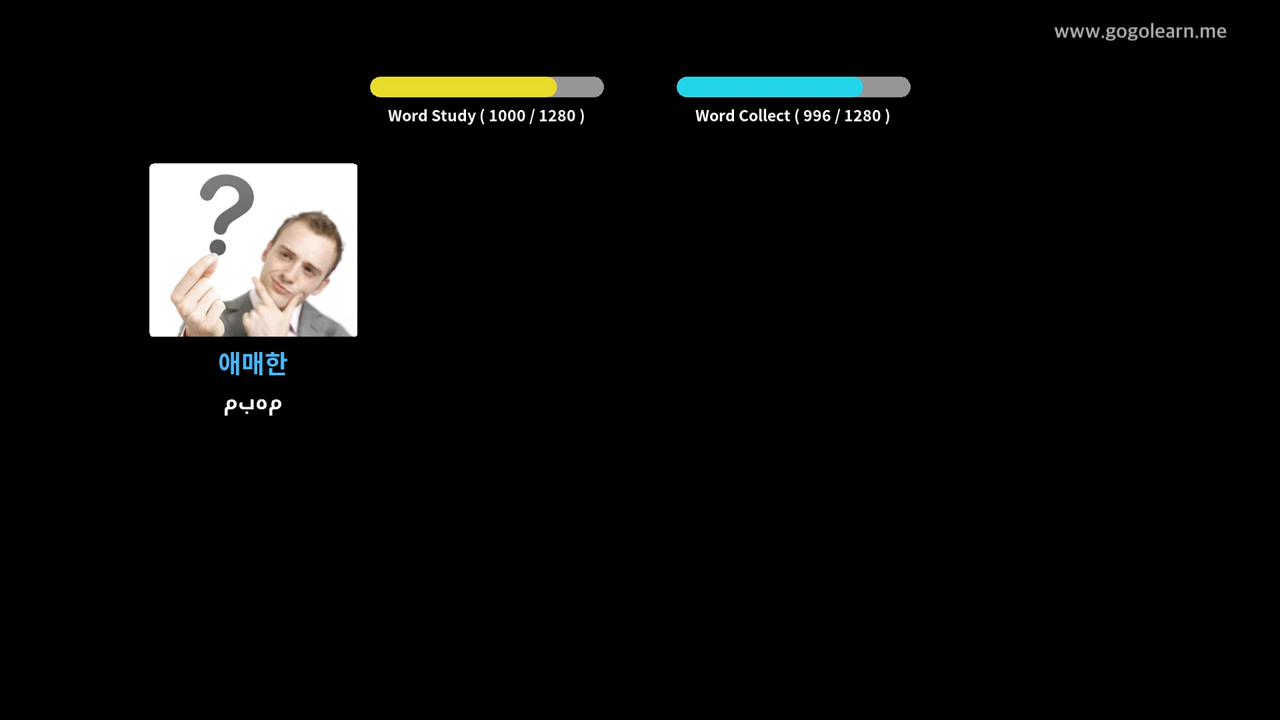 www.gogolearn.me
Word Study ( 1000 / 1280 )
Word Collect ( 996 / 1280 )
?
애매한
مبهم